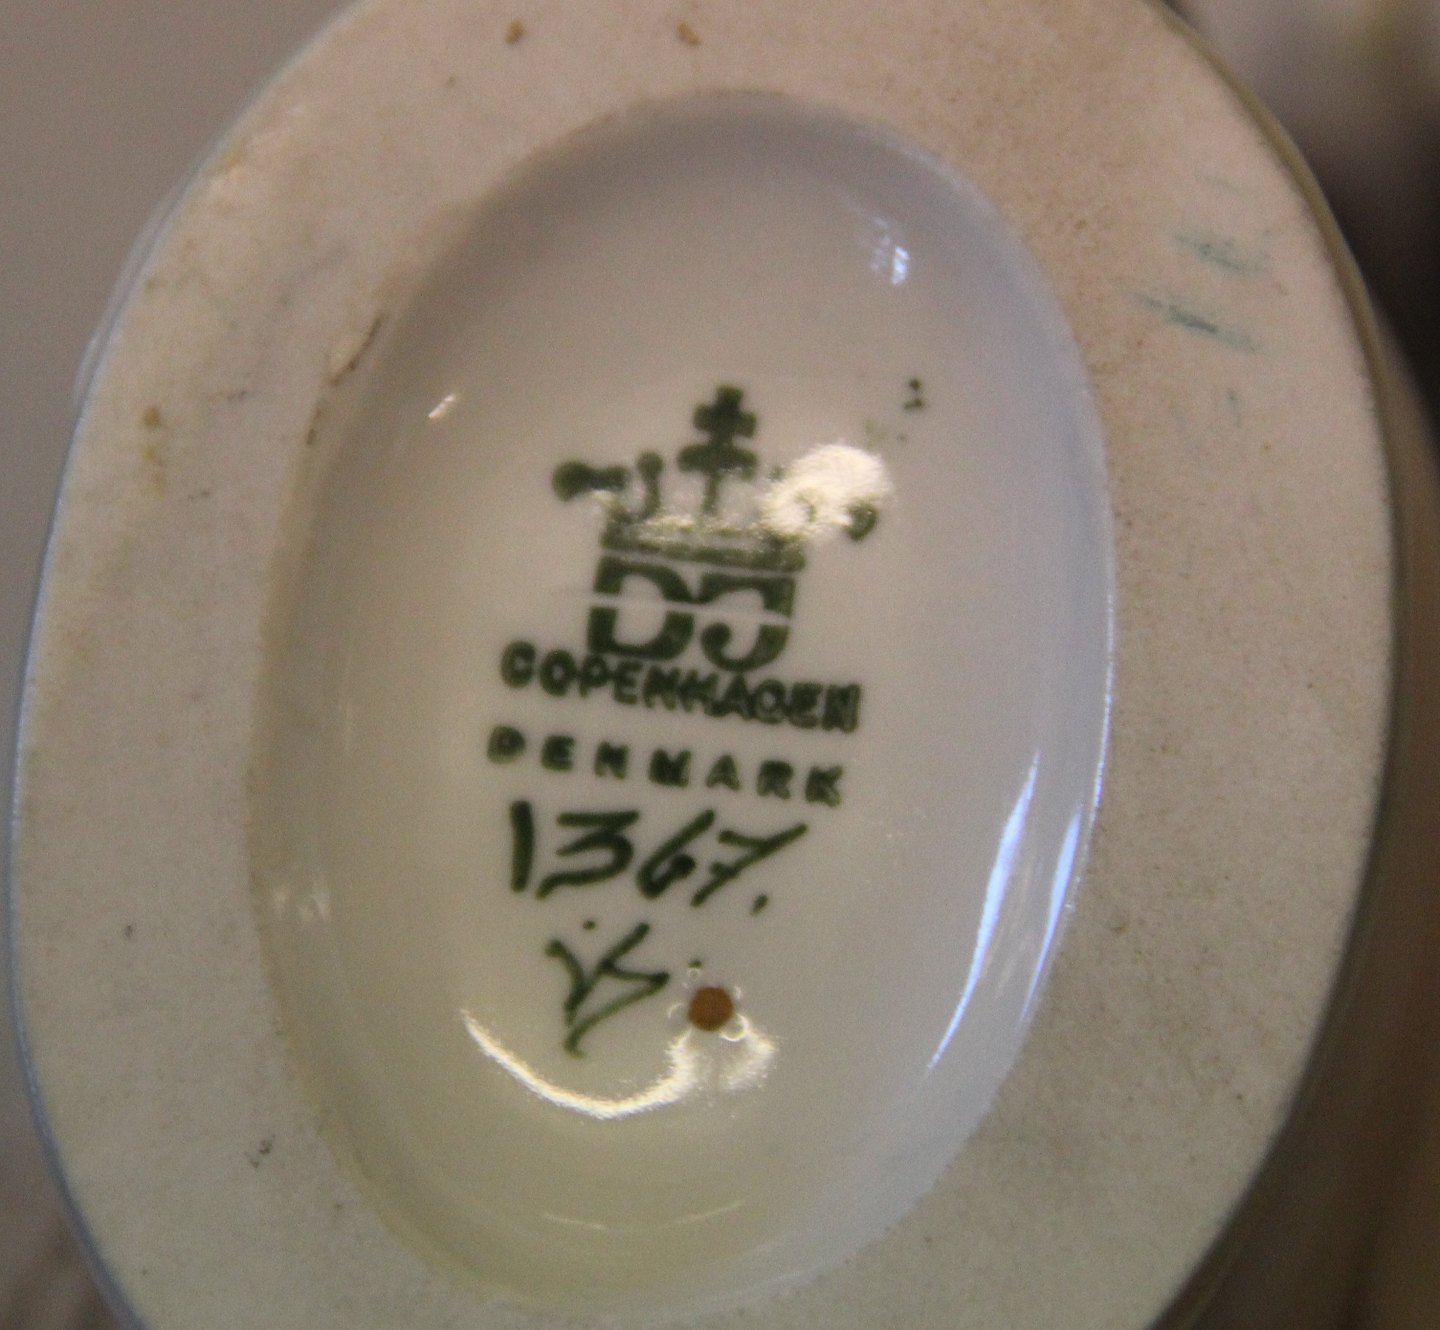 DJ
COPENHAGEN
DENMARK
1367.